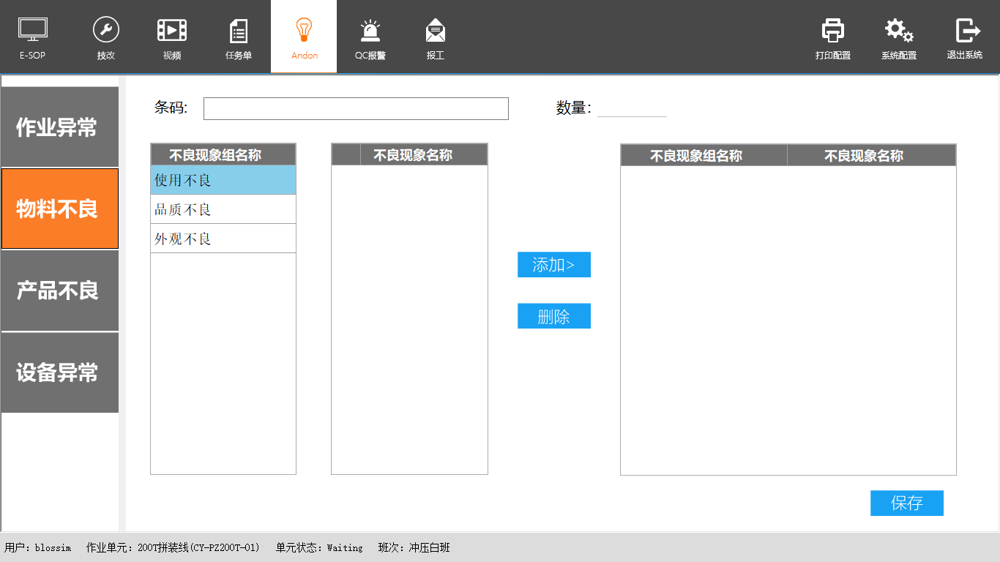 E-SOP 技改 视频 任务单 Andon QC报警 报工 打印配置 系统配置 退出系统
作业异常
物料不良
产品不良
设备异常
条码: 数量:
不良现象组名称 不良现象名称 不良现象组名称 不良现象名称
使用不良
品质不良
外观不良
添加>
删除
保存
用户: blossim 作业单元: 200T拼装线(CY-PZ200T-01) 单元状态: Waiting 班次: 冲压白班